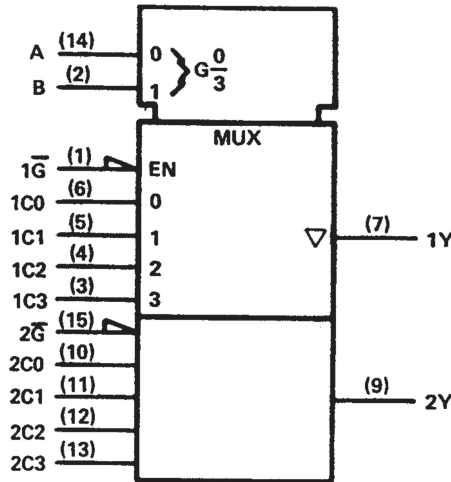 A (14) 0 G 0/3
B (2) 1
MUX
1G̅ (1) EN
1C0 (6) 0
1C1 (5) 1 ▽ (7) 1Y
1C2 (4) 2
1C3 (3) 3
2G̅ (15)
2C0 (10)
2C1 (11) (9) 2Y
2C2 (12)
2C3 (13)